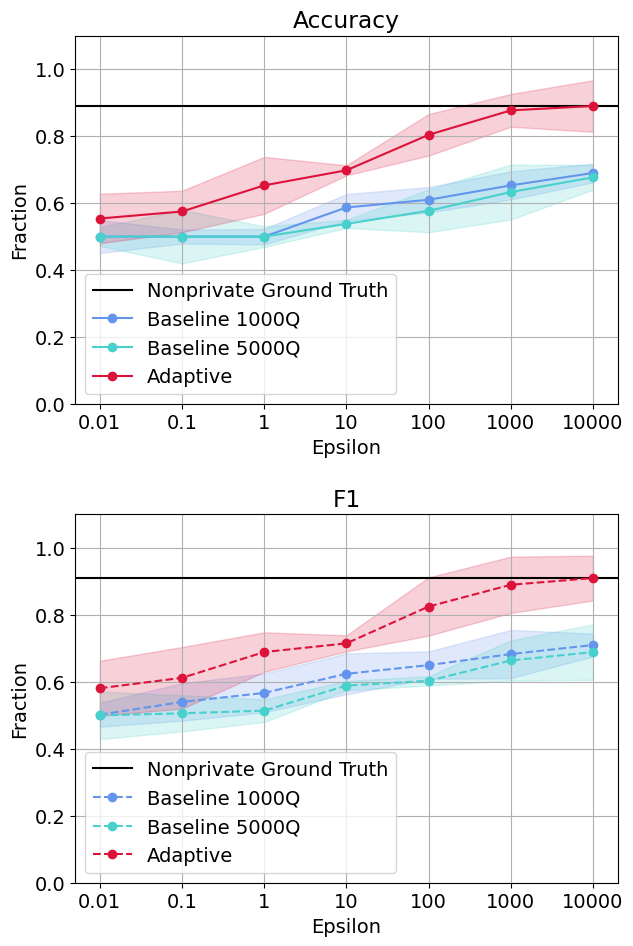 Accuracy
1.0
0.8
0.6
0.4
0.2
0.0
Fraction
Nonprivate Ground Truth
Baseline 1000Q
Baseline 5000Q
Adaptive
0.01 0.1 1 10 100 1000 10000
Epsilon
F1
1.0
0.8
0.6
0.4
0.2
0.0
Fraction
Nonprivate Ground Truth
Baseline 1000Q
Baseline 5000Q
Adaptive
0.01 0.1 1 10 100 1000 10000
Epsilon